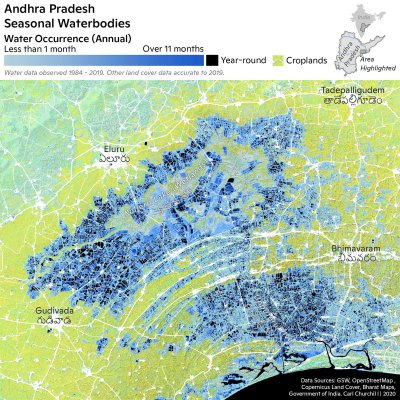 Andhra Pradesh
Seasonal Waterbodies
Water Occurrence (Annual)
Less than 1 month
Over 11 months
Year-round
Croplands
Water data observed 1984 - 2019. Other land cover data accurate to 2019.
India
Andhra
Pradesh
Area
Highlighted
Tadepalligudem
తాడేపల్లిగూడెం
Eluru
ఏలూరు
Bhimavaram
భీమవరం
Gudivada
గుడివాడ
Data Sources: GSW, OpenStreetMap,
Copernicus Land Cover, Bharat Maps,
Government of India. Carl Churchill | 2020